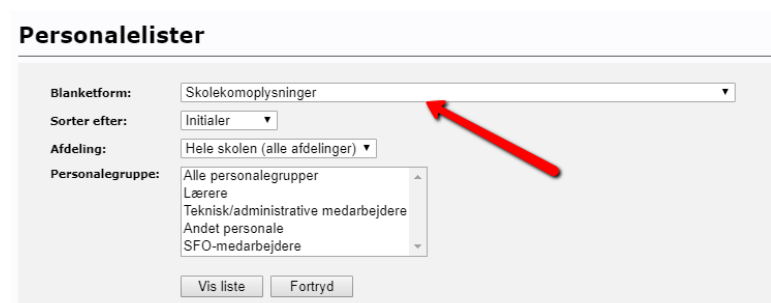 Personalelister
Blanketform: Skolekomoplysninger
Sorter efter: Initialer
Afdeling: Hele skolen (alle afdelinger)
Personalegruppe: Alle personalegrupper
Lærere
Teknisk/administrative medarbejdere
Andet personale
SFO-medarbejdere
Vis liste Fortryd